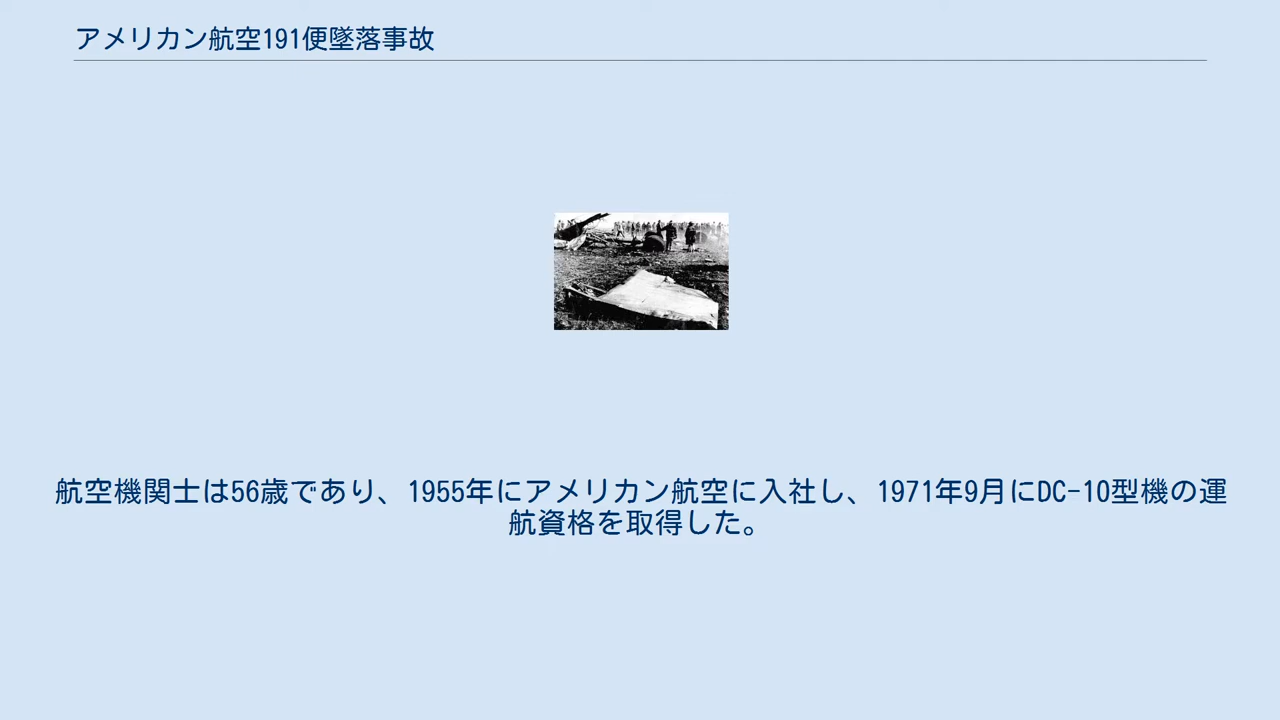 アメリカン航空191便墜落事故
航空機関士は56歳であり、1955年にアメリカン航空に入社し、1971年9月にDC-10型機の運
航資格を取得した。